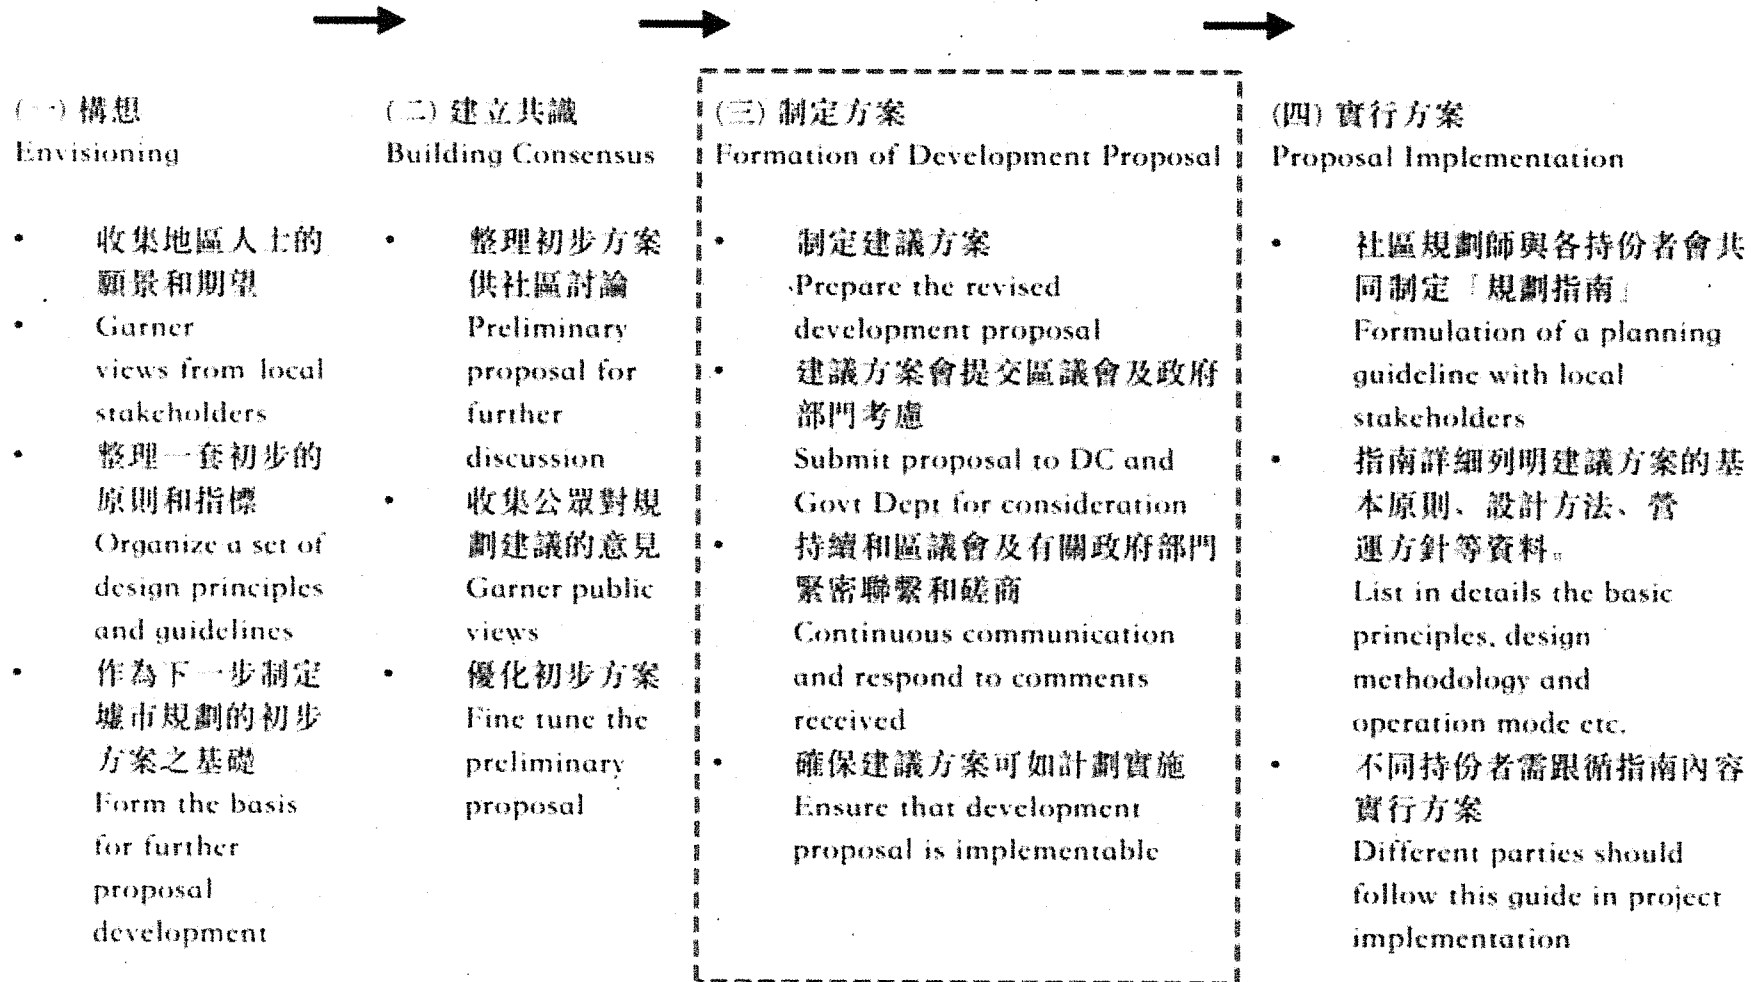 (一) 構想
Envisioning
• 收集地區人士的
願景和期望
• Garner
views from local
stakeholders
• 整理一套初步的
原則和指標
Organize a set of
design principles
and guidelines
• 作為下一步制定
墟市規劃的初步
方案之基礎
Form the basis
for further
proposal
development
(二) 建立共識
Building Consensus
• 整理初步方案
供社區討論
Preliminary
proposal for
further
discussion
• 收集公眾對規
劃建議的意見
Garner public
views
• 優化初步方案
Fine tune the
preliminary
proposal
(三) 制定方案
Formation of Development Proposal
• 制定建議方案
Prepare the revised
development proposal
• 建議方案會提交區議會及政府
部門考慮
Submit proposal to DC and
Govt Dept for consideration
• 持續和區議會及有關政府部門
緊密聯繫和磋商
Continuous communication
and respond to comments
received
• 確保建議方案可如計劃實施
Ensure that development
proposal is implementable
(四) 實行方案
Proposal Implementation
• 社區規劃師與各持份者會共
同制定「規劃指南」
Formulation of a planning
guideline with local
stakeholders
• 指南詳細列明建議方案的基
本原則、設計方法、營
運方針等資料。
List in details the basic
principles, design
methodology and
operation mode etc.
• 不同持份者需跟循指南內容
實行方案
Different parties should
follow this guide in project
implementation